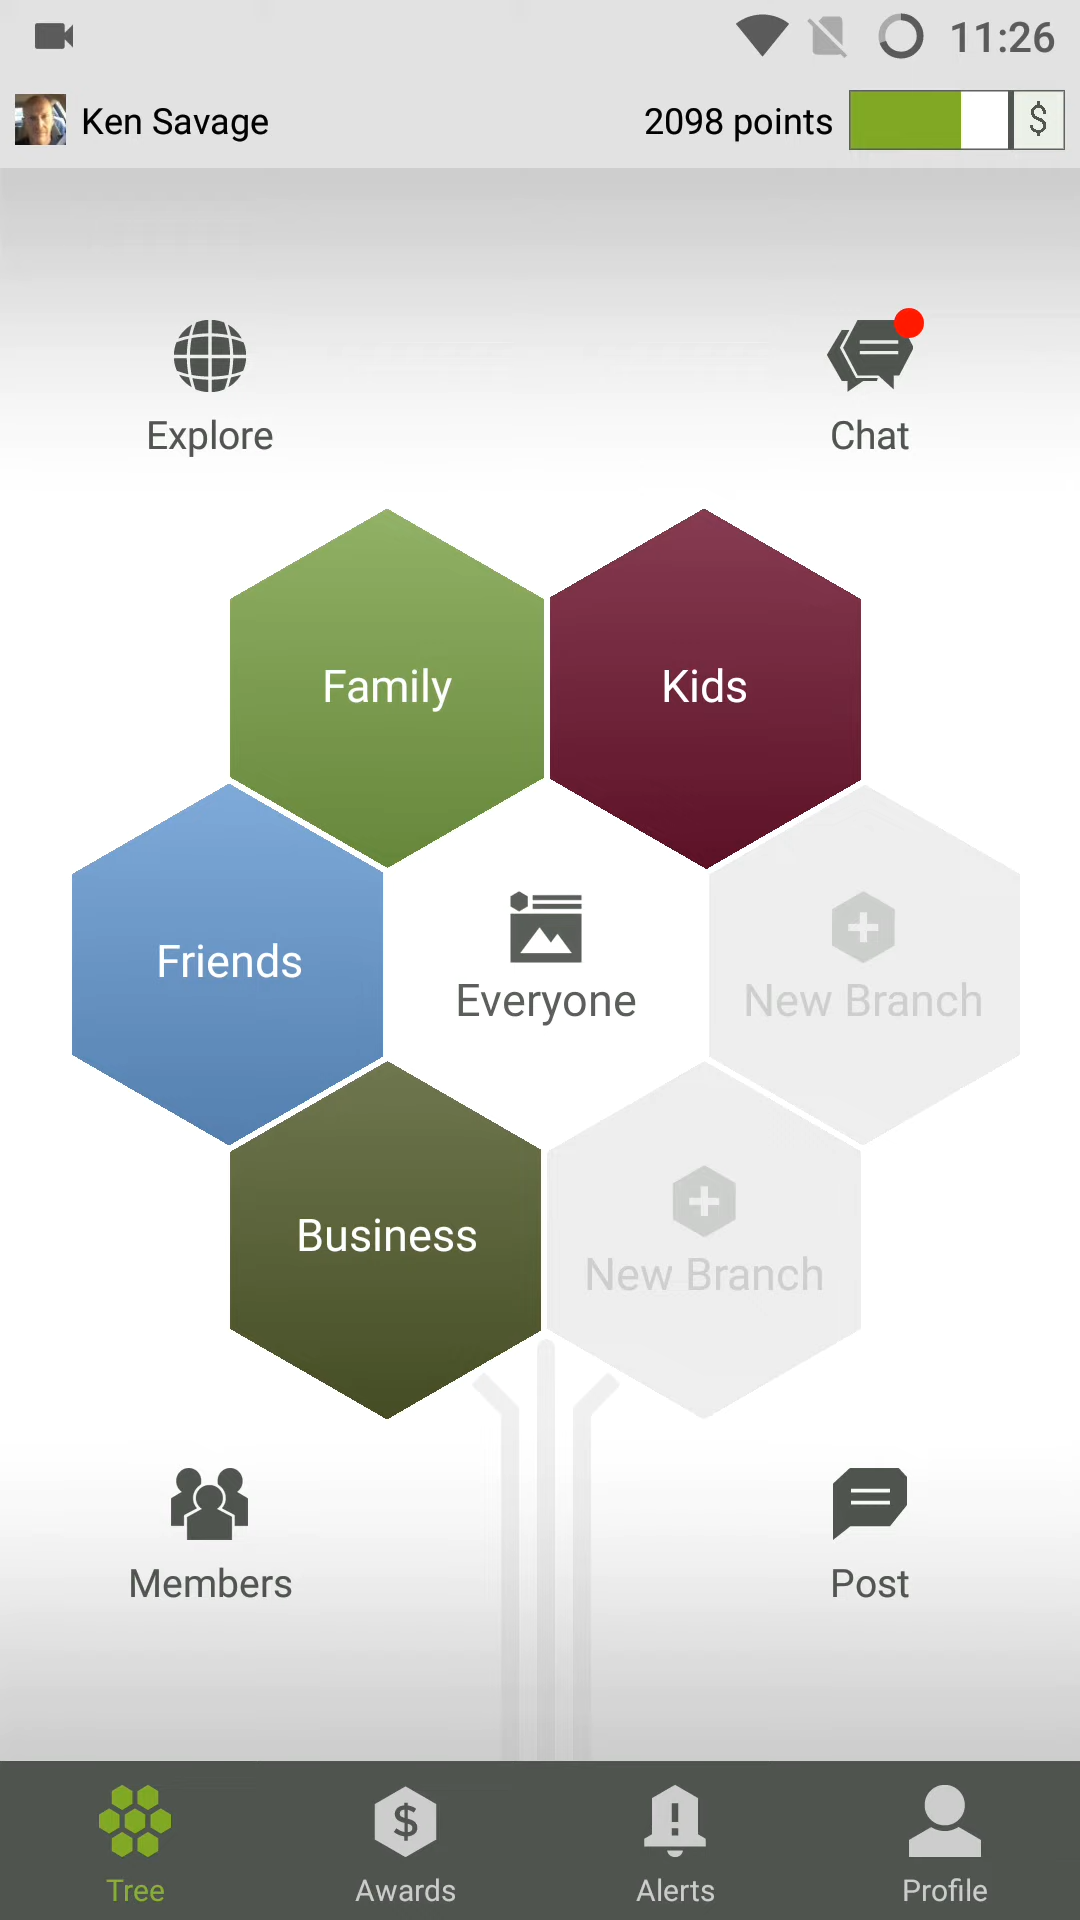 11:26
Ken Savage
2098 points
$
Explore
Chat
Family
Kids
Friends
Everyone
New Branch
Business
New Branch
Members
Post
Tree
Awards
Alerts
Profile